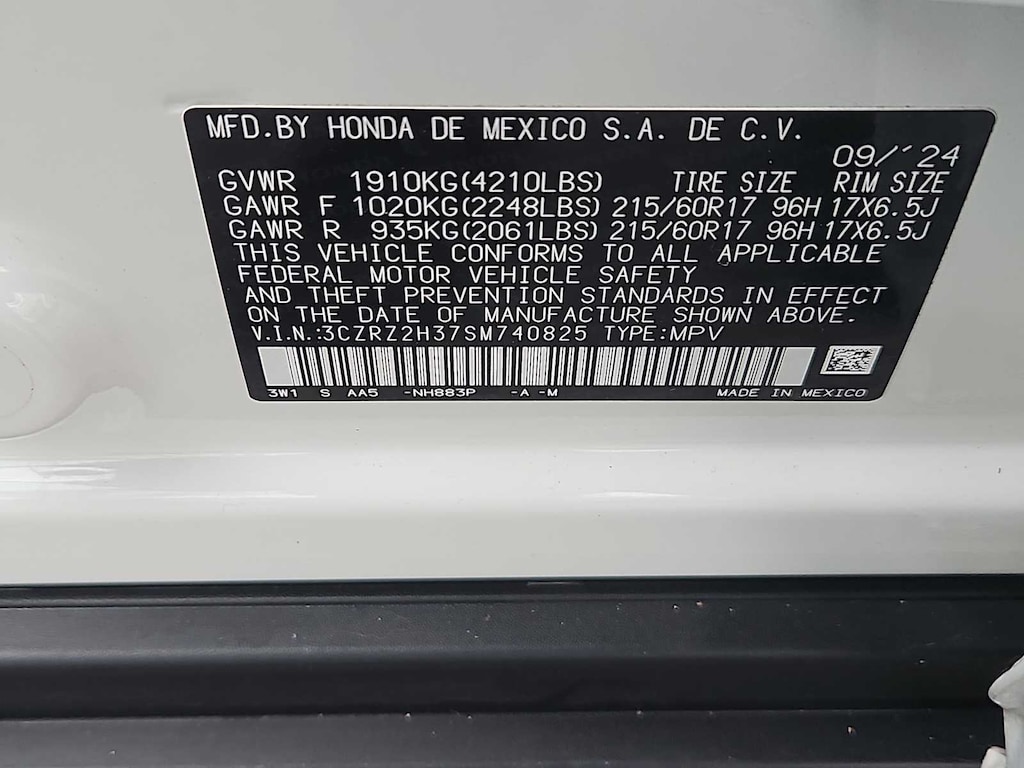 MFD.BY HONDA DE MEXICO S.A. DE C.V.
09/'24
GVWR 1910KG(4210LBS) TIRE SIZE RIM SIZE
GAWR F 1020KG(2248LBS) 215/60R17 96H 17X6.5J
GAWR R 935KG(2061LBS) 215/60R17 96H 17X6.5J
THIS VEHICLE CONFORMS TO ALL APPLICABLE
FEDERAL MOTOR VEHICLE SAFETY
AND THEFT PREVENTION STANDARDS IN EFFECT
ON THE DATE OF MANUFACTURE SHOWN ABOVE.
V.I.N.:3CZRZ2H37SM740825 TYPE:MPV
3W1 S AA5 -NH883P -A -M MADE IN MEXICO